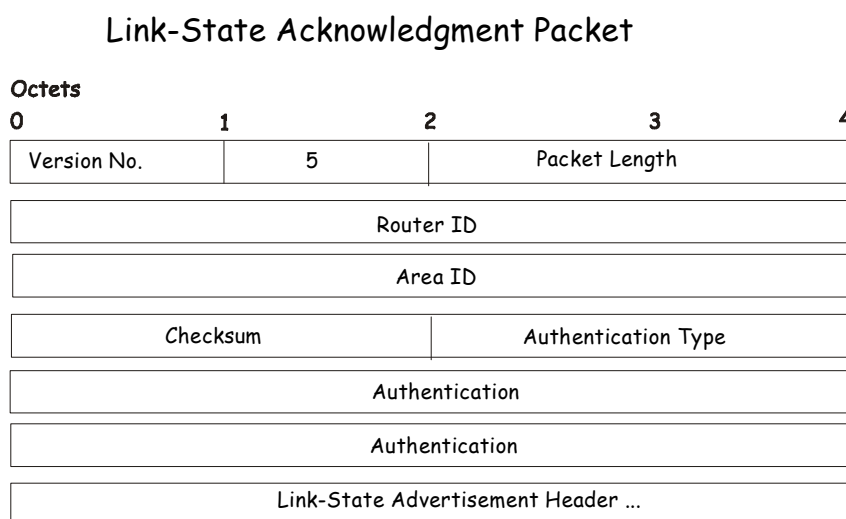 Link-State Acknowledgment Packet
Octets
0 1 2 3 4
Version No. 5 Packet Length
Router ID
Area ID
Checksum Authentication Type
Authentication
Authentication
Link-State Advertisement Header ...